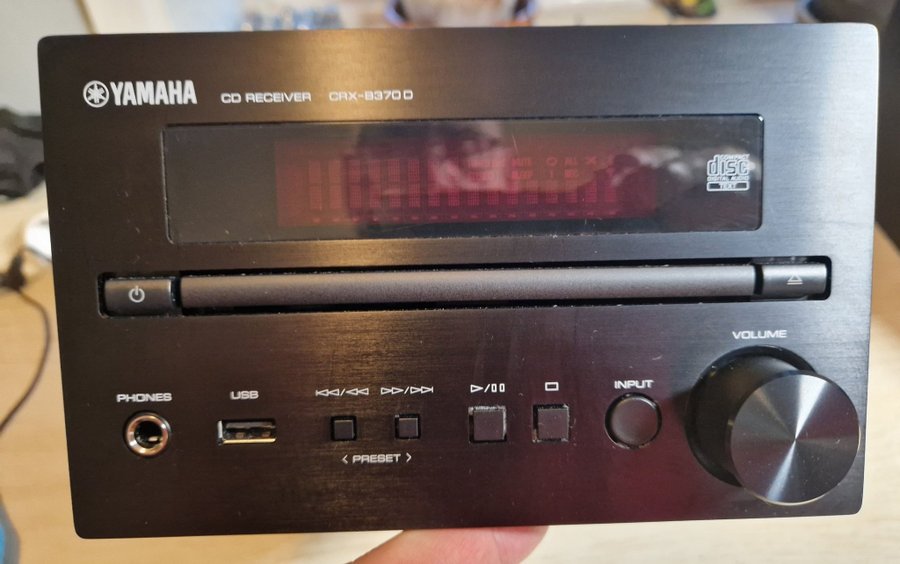 YAMAHA
CD RECEIVER CRX-B370D
COMPACT
disc
DIGITAL AUDIO
TEXT
VOLUME
PHONES
USB
INPUT
< PRESET >